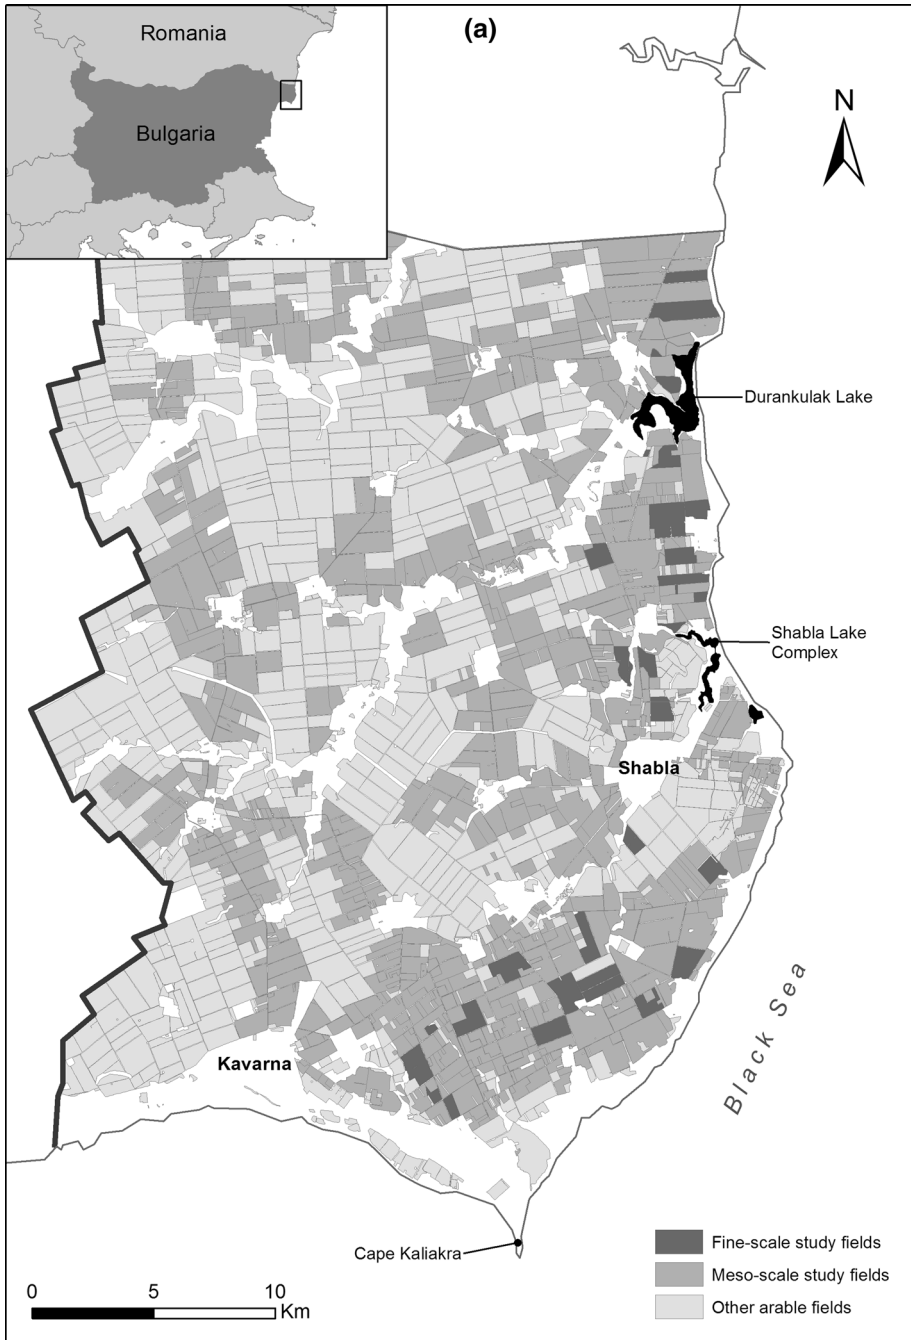 (a)
Romania
Bulgaria
N
Durankulak Lake
Shabla Lake
Complex
Shabla
Black Sea
Kavarna
Cape Kaliakra
Fine-scale study fields
Meso-scale study fields
Other arable fields
0 5 10
Km